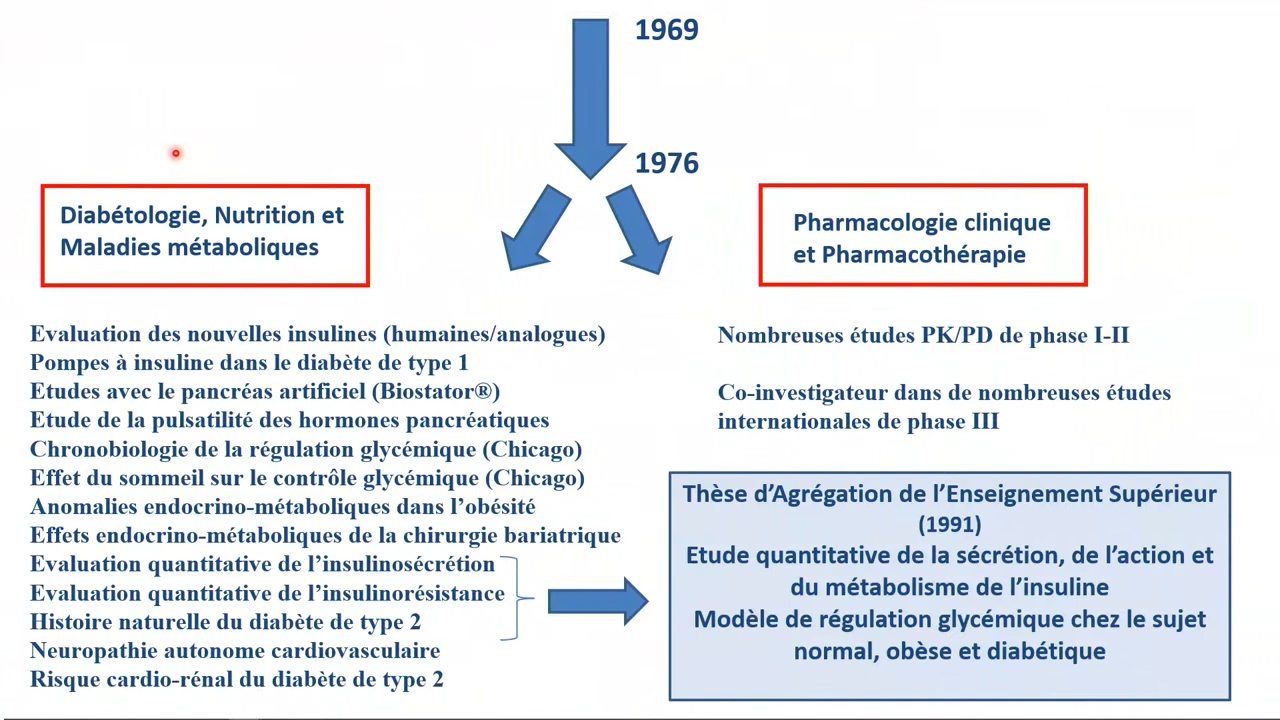 1969
1976
Diabétologie, Nutrition et
Maladies métaboliques
Pharmacologie clinique
et Pharmacothérapie
Evaluation des nouvelles insulines (humaines/analogues)
Pompes à insuline dans le diabète de type 1
Etudes avec le pancréas artificiel (Biostator®)
Etude de la pulsatilité des hormones pancréatiques
Chronobiologie de la régulation glycémique (Chicago)
Effet du sommeil sur le contrôle glycémique (Chicago)
Anomalies endocrino-métaboliques dans l’obésité
Effets endocrino-métaboliques de la chirurgie bariatrique
Evaluation quantitative de l’insulinosécrétion
Evaluation quantitative de l’insulinorésistance
Histoire naturelle du diabète de type 2
Neuropathie autonome cardiovasculaire
Risque cardio-rénal du diabète de type 2
Nombreuses études PK/PD de phase I-II
Co-investigateur dans de nombreuses études
internationales de phase III
Thèse d’Agrégation de l’Enseignement Supérieur
(1991)
Etude quantitative de la sécrétion, de l’action et
du métabolisme de l’insuline
Modèle de régulation glycémique chez le sujet
normal, obèse et diabétique